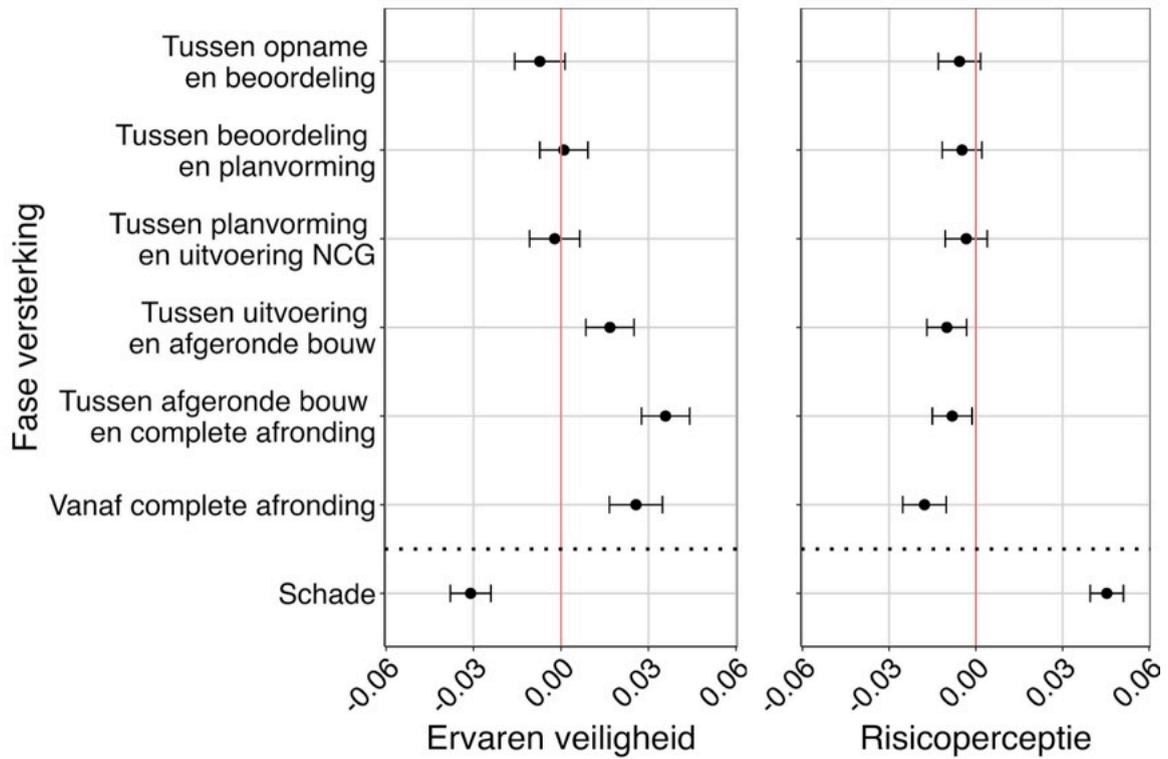 Fase versterking
Tussen opname
en beoordeling
Tussen beoordeling
en planvorming
Tussen planvorming
en uitvoering NCG
Tussen uitvoering
en afgeronde bouw
Tussen afgeronde bouw
en complete afronding
Vanaf complete afronding
Schade
-0.06 -0.03 0.00 0.03 0.06
Ervaren veiligheid
-0.06 -0.03 0.00 0.03 0.06
Risicoperceptie